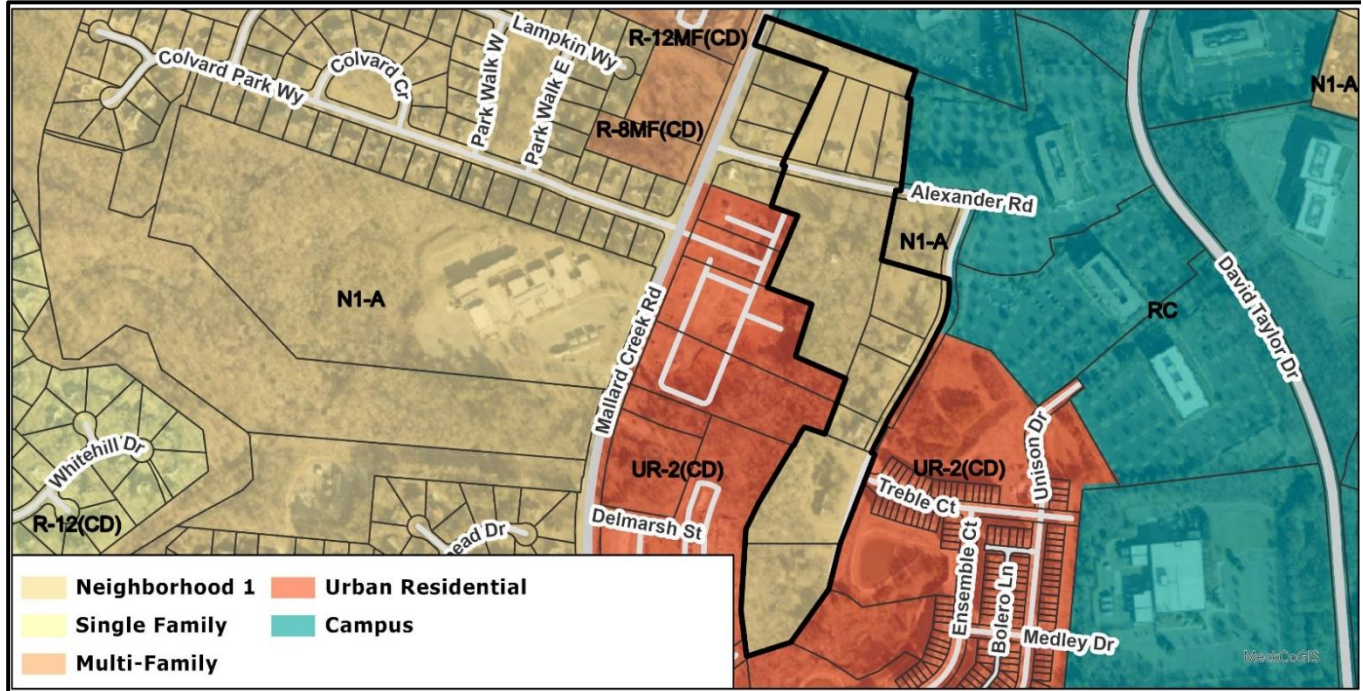 R-12MF(CD)
Lampkin Wy
Colvard Cr
Colvard Park Wy
Park Walk W
Park Walk E
R-8MF(CD)
N1-A
Alexander Rd
N1-A
N1-A
Mallard Creek Rd
RC
David Taylor Dr
Whitehill Dr
R-12(CD)
UR-2(CD)
UR-2(CD)
Unison Dr
Treble Ct
Delmarsh St
ead Dr
Ensemble Ct
Bolero Ln
Medley Dr
Neighborhood 1
Urban Residential
Single Family
Campus
Multi-Family
MeckCoGIS